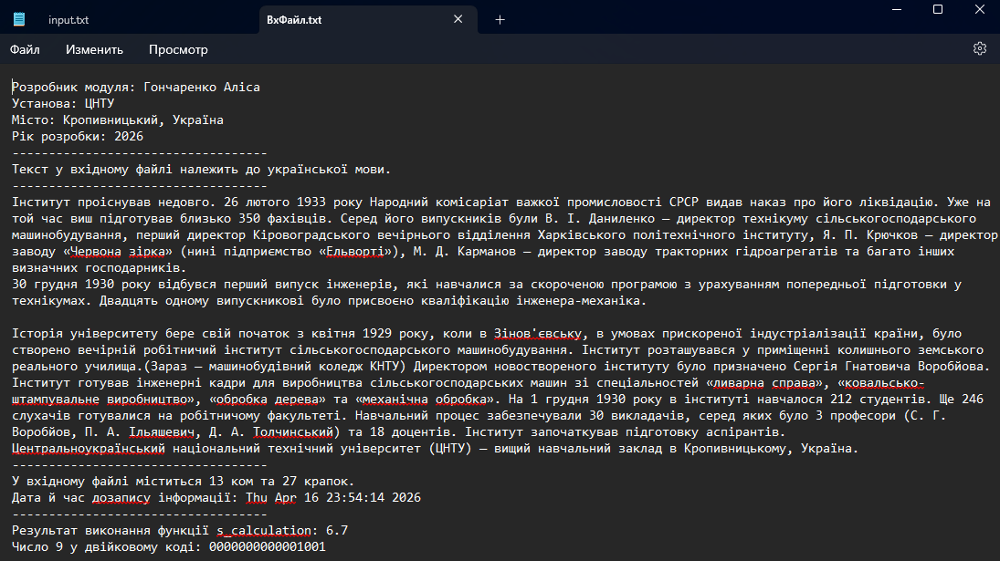 input.txt
ВхФайл.txt
Файл
Изменить
Просмотр
Розробник модуля: Гончаренко Аліса
Установа: ЦНТУ
Місто: Кропивницький, Україна
Рік розробки: 2026
----------------------------------
Текст у вхідному файлі належить до української мови.
----------------------------------
Інститут проіснував недовго. 26 лютого 1933 року Народний комісаріат важкої промисловості СРСР видав наказ про його ліквідацію. Уже на
той час виш підготував близько 350 фахівців. Серед його випускників були В. І. Даниленко — директор технікуму сільськогосподарського
машинобудування, перший директор Кіровоградського вечірнього відділення Харківського політехнічного інституту, Я. П. Крючков — директор
заводу «Червона зірка» (нині підприємство «Ельворті»), М. Д. Карманов — директор заводу тракторних гідроагрегатів та багато інших
визначних господарників.
30 грудня 1930 року відбувся перший випуск інженерів, які навчалися за скороченою програмою з урахуванням попередньої підготовки у
технікумах. Двадцять одному випускникові було присвоєно кваліфікацію інженера-механіка.
Історія університету бере свій початок з квітня 1929 року, коли в Зінов'євську, в умовах прискореної індустріалізації країни, було
створено вечірній робітничий інститут сільськогосподарського машинобудування. Інститут розташувався у приміщенні колишнього земського
реального училища.(Зараз — машинобудівний коледж КНТУ) Директором новоствореного інституту було призначено Сергія Гнатовича Воробйова.
Інститут готував інженерні кадри для виробництва сільськогосподарських машин зі спеціальностей «ливарна справа», «ковальсько-
штампувальне виробництво», «обробка дерева» та «механічна обробка». На 1 грудня 1930 року в інституті навчалося 212 студентів. Ще 246
слухачів готувалися на робітничому факультеті. Навчальний процес забезпечували 30 викладачів, серед яких було 3 професори (С. Г.
Воробйов, П. А. Ільяшевич, Д. А. Толчинський) та 18 доцентів. Інститут започаткував підготовку аспірантів.
Центральноукраїнський національний технічний університет (ЦНТУ) — вищий навчальний заклад в Кропивницькому, Україна.
----------------------------------
У вхідному файлі міститься 13 ком та 27 крапок.
Дата й час дозапису інформації: Thu Apr 16 23:54:14 2026
----------------------------------
Результат виконання функції s_calculation: 6.7
Число 9 у двійковому коді: 0000000000001001